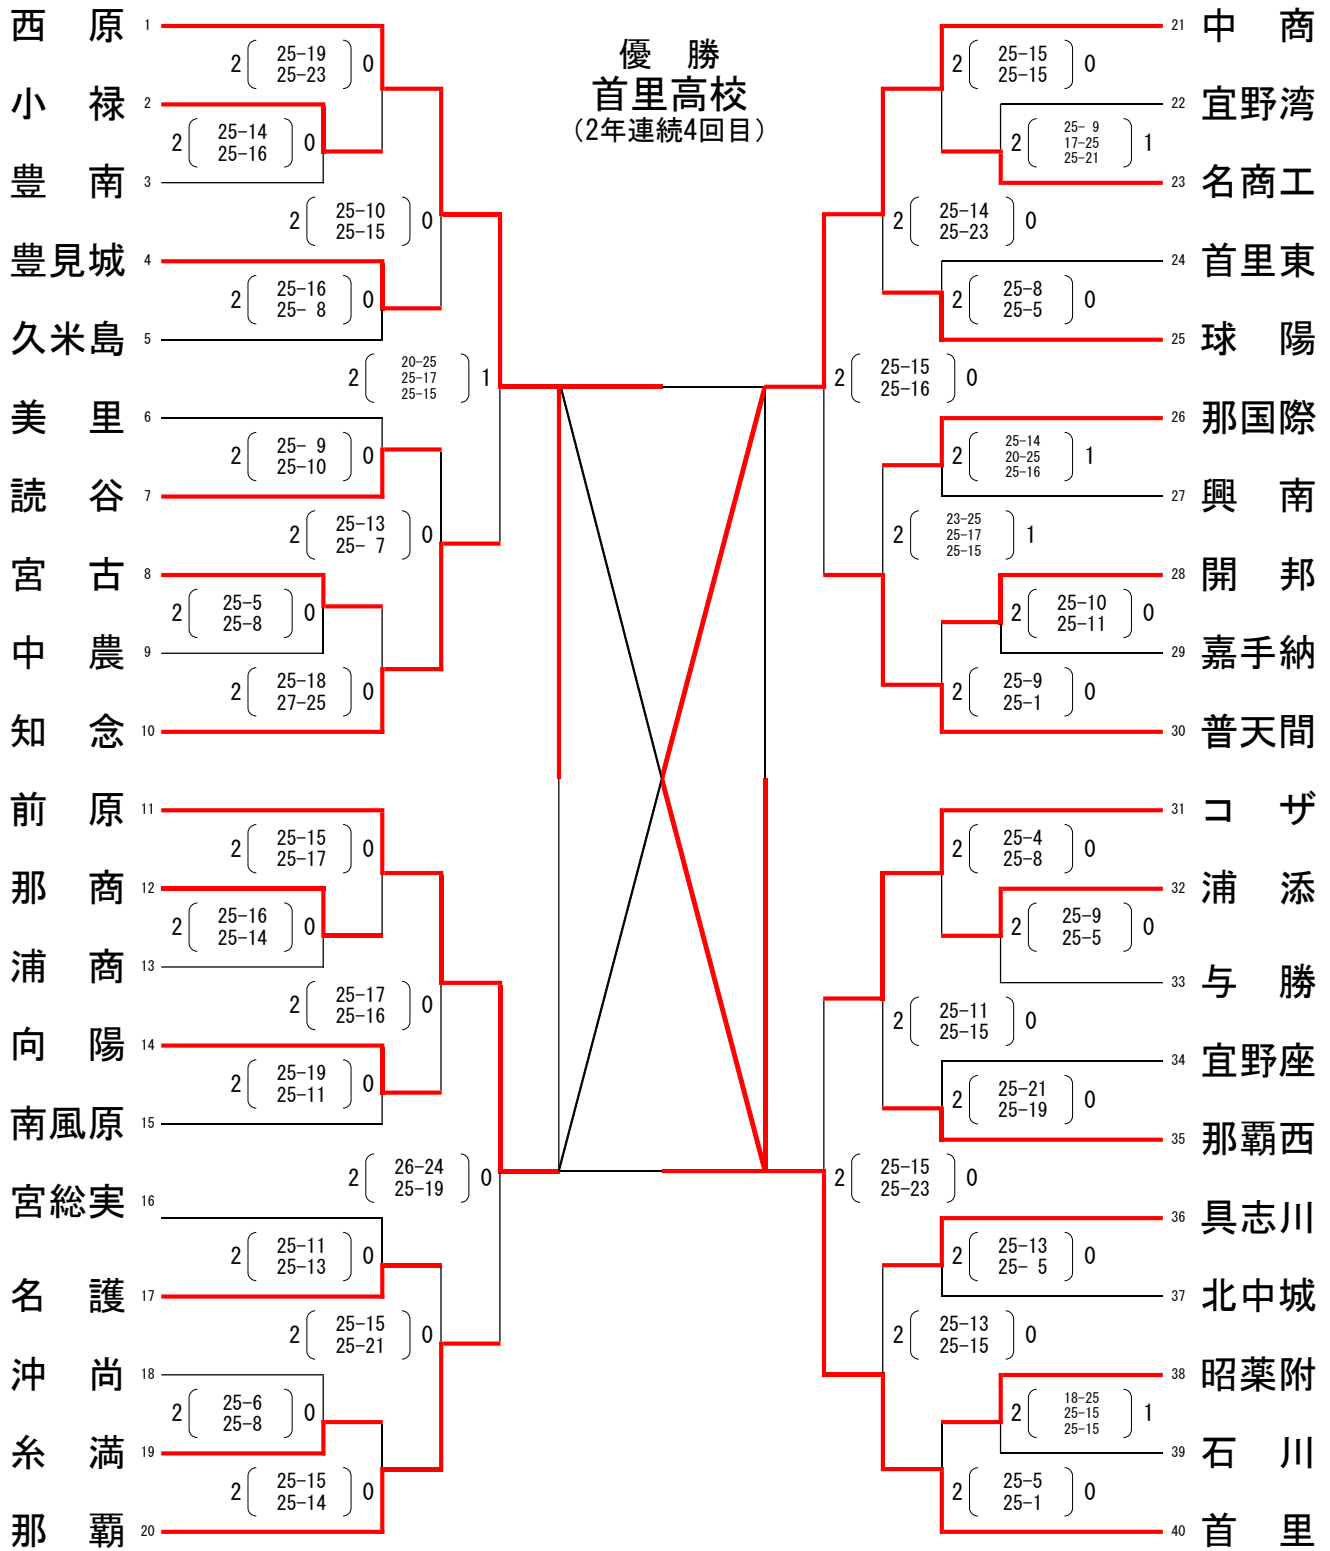 優 勝
首里高校
（2年連続4回目）
西 原 1
2 25-19 0
25-23
小 禄 2
2 25-14 0
25-16
豊 南 3
2 25-10 0
25-15
豊見城 4
2 25-16 0
25- 8
久米島 5
20-25
2 25-17 1
25-15
美 里 6
2 25- 9 0
25-10
読 谷 7
2 25-13 0
25- 7
宮 古 8
2 25-5 0
25-8
中 農 9
2 25-18 0
27-25
知 念 10
前 原 11
2 25-15 0
25-17
那 商 12
2 25-16 0
25-14
浦 商 13
2 25-17 0
25-16
向 陽 14
2 25-19 0
25-11
南風原 15
2 26-24 0
25-19
宮総実 16
2 25-11 0
25-13
名 護 17
2 25-15 0
25-21
沖 尚 18
2 25-6 0
25-8
糸 満 19
2 25-15 0
25-14
那 覇 20
21 中 商
2 25-15 0
25-15
22 宜野湾
25- 9
2 17-25 1
25-21
23 名商工
2 25-14 0
25-23
24 首里東
2 25-8 0
25-5
25 球 陽
2 25-15 0
25-16
26 那国際
25-14
2 20-25 1
25-16
27 興 南
23-25
2 25-17 1
25-15
28 開 邦
2 25-10 0
25-11
29 嘉手納
2 25-9 0
25-1
30 普天間
31 コ ザ
2 25-4 0
25-8
32 浦 添
2 25-9 0
25-5
33 与 勝
2 25-11 0
25-15
34 宜野座
2 25-21 0
25-19
35 那覇西
2 25-15 0
25-23
36 具志川
2 25-13 0
25- 5
37 北中城
2 25-13 0
25-15
38 昭薬附
18-25
2 25-15 1
25-15
39 石 川
2 25-5 0
25-1
40 首 里